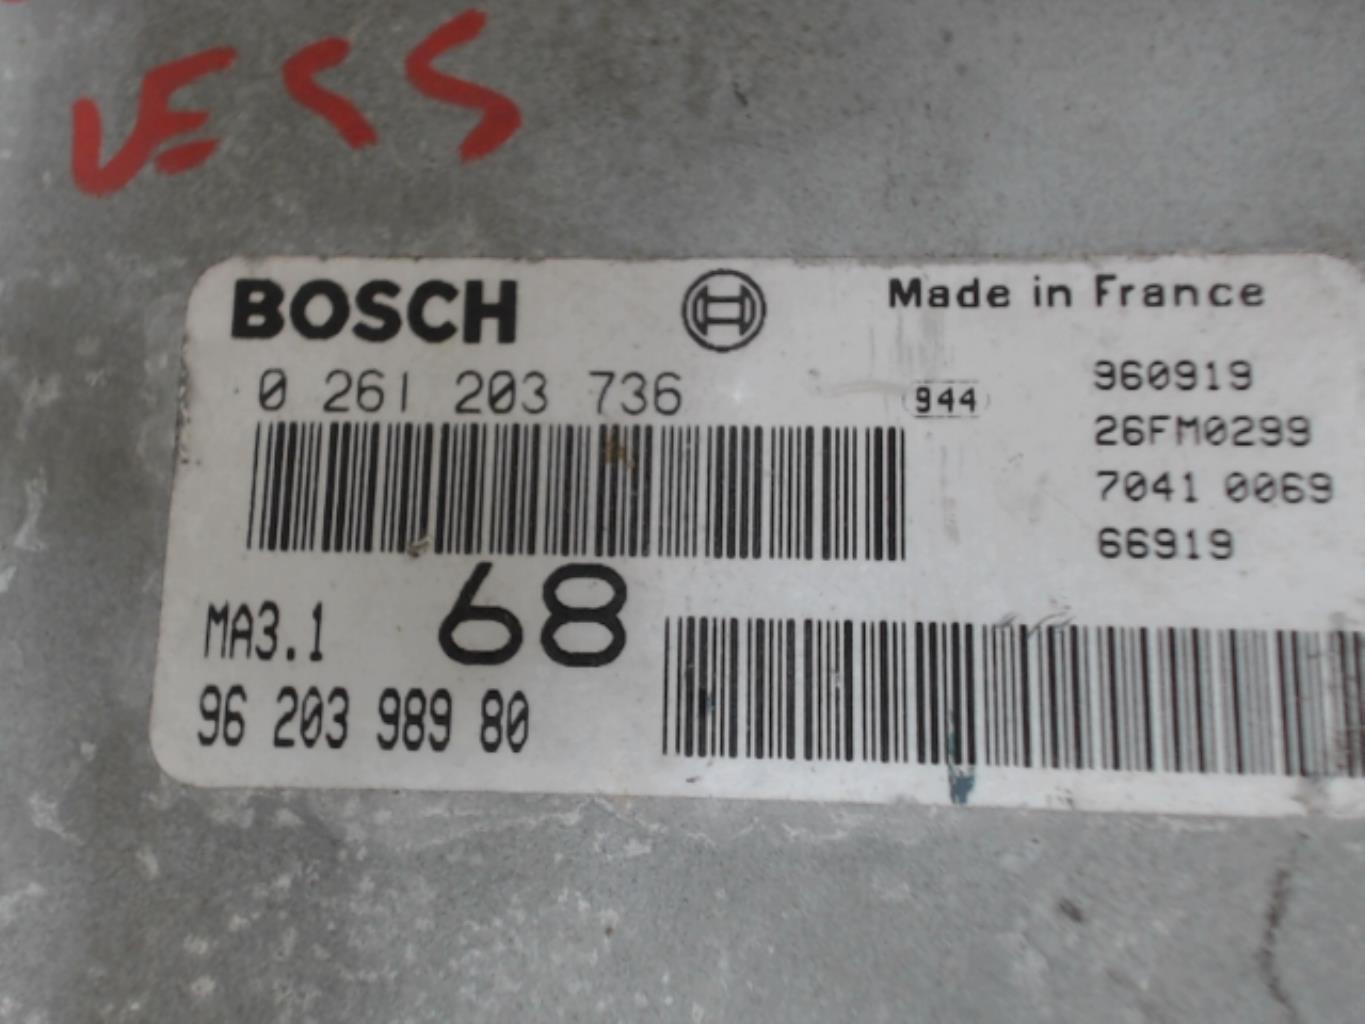 VESS
BOSCH
Made in France
0 261 203 736
944
960919
26FM0299
7041 0069
66919
MA3.1
68
96 203 989 80